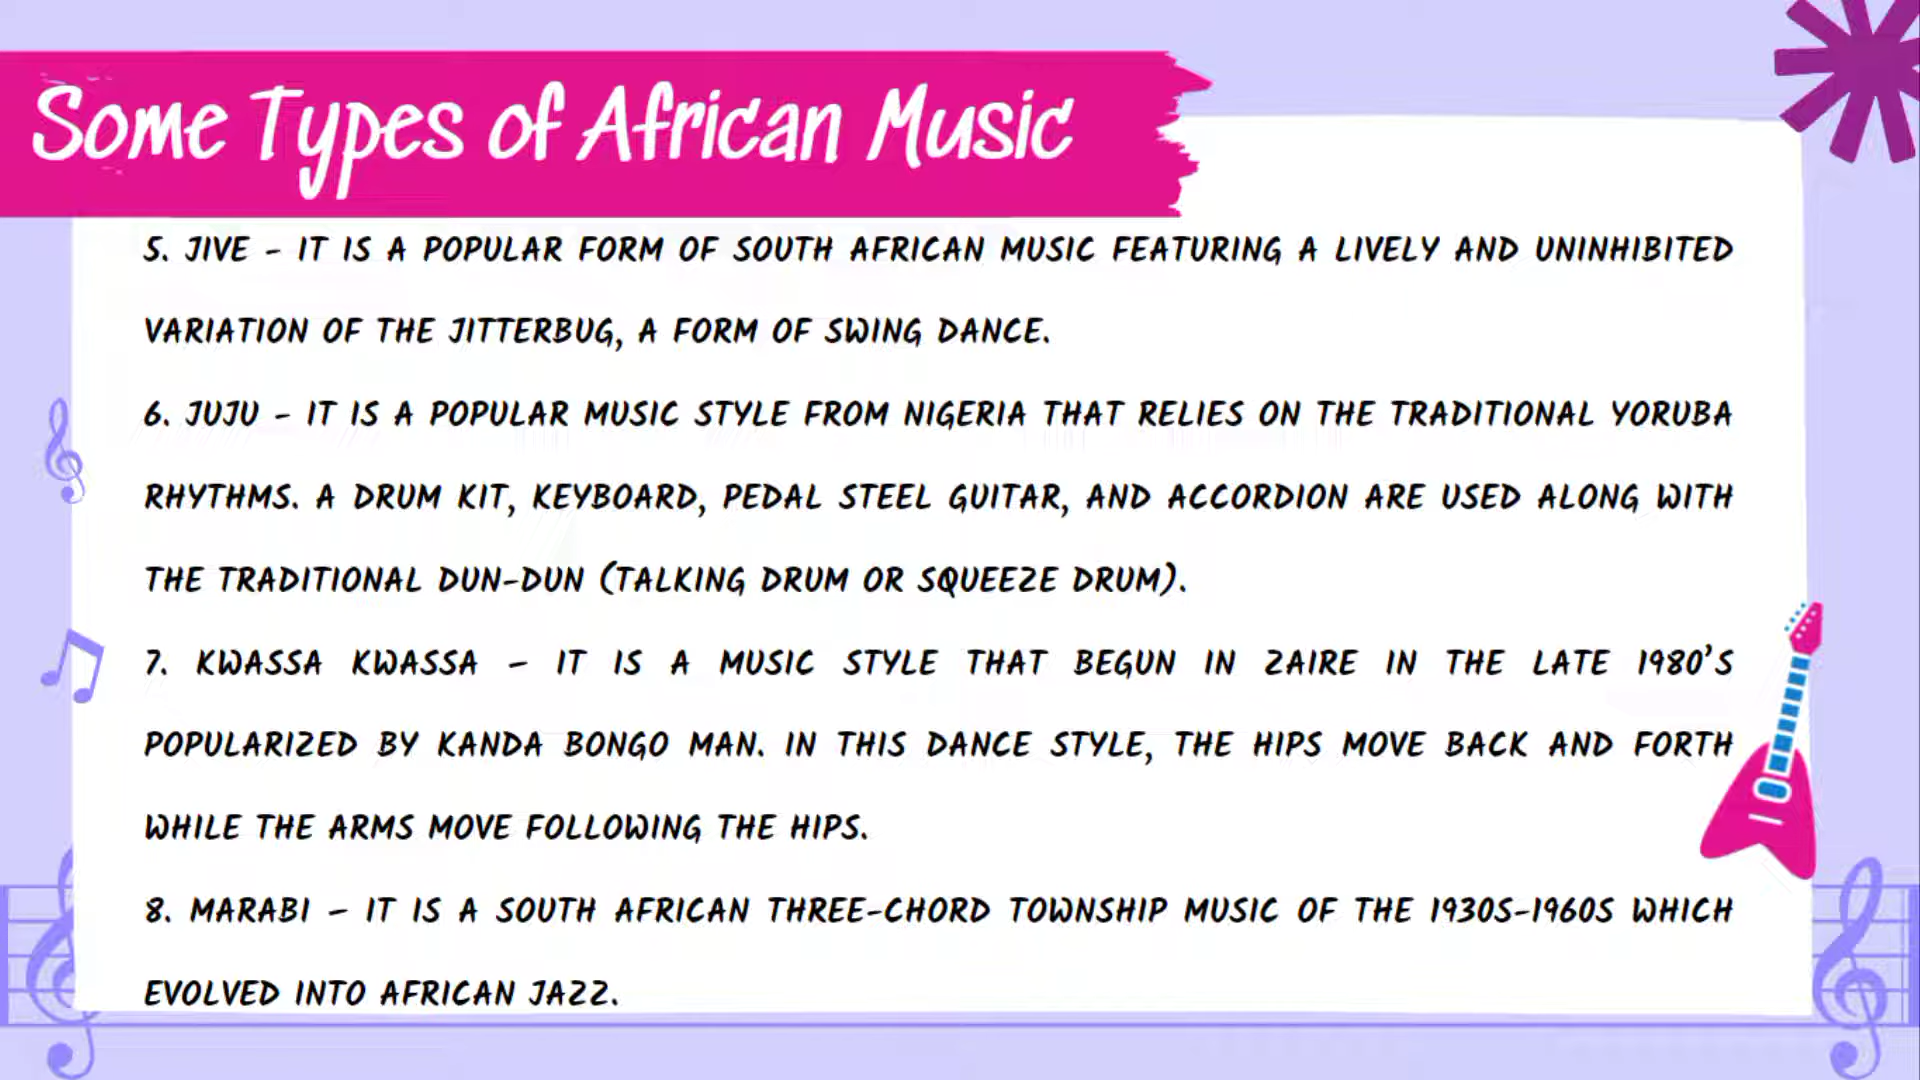 Some Types of African Music
5. JIVE - IT IS A POPULAR FORM OF SOUTH AFRICAN MUSIC FEATURING A LIVELY AND UNINHIBITED
VARIATION OF THE JITTERBUG, A FORM OF SWING DANCE.
6. JUJU - IT IS A POPULAR MUSIC STYLE FROM NIGERIA THAT RELIES ON THE TRADITIONAL YORUBA
RHYTHMS. A DRUM KIT, KEYBOARD, PEDAL STEEL GUITAR, AND ACCORDION ARE USED ALONG WITH
THE TRADITIONAL DUN-DUN (TALKING DRUM OR SQUEEZE DRUM).
7. KWASSA KWASSA – IT IS A MUSIC STYLE THAT BEGUN IN ZAIRE IN THE LATE 1980’S
POPULARIZED BY KANDA BONGO MAN. IN THIS DANCE STYLE, THE HIPS MOVE BACK AND FORTH
WHILE THE ARMS MOVE FOLLOWING THE HIPS.
8. MARABI – IT IS A SOUTH AFRICAN THREE-CHORD TOWNSHIP MUSIC OF THE 1930S-1960S WHICH
EVOLVED INTO AFRICAN JAZZ.